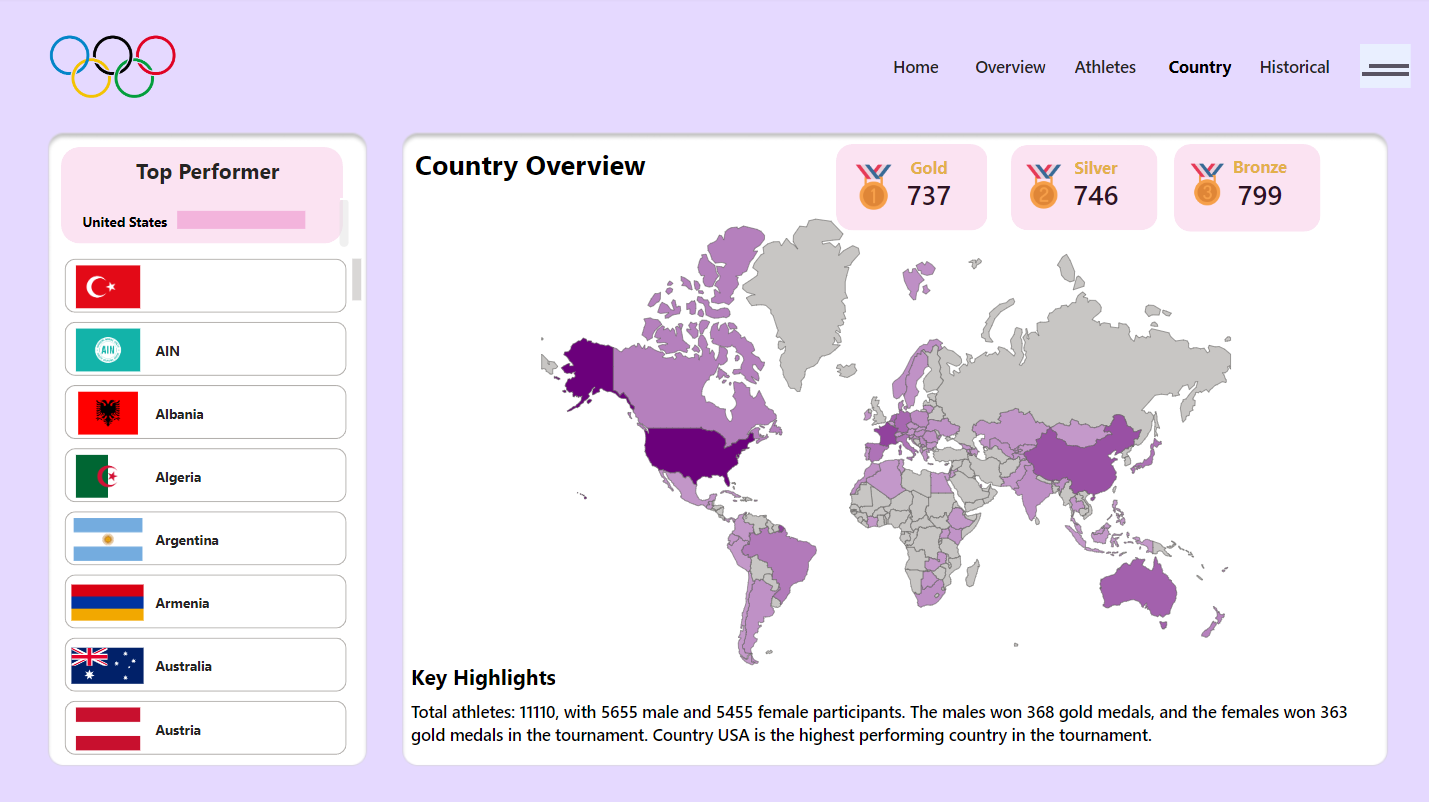 Home Overview Athletes Country Historical
Top Performer
United States
AIN
AIN
Albania
Algeria
Argentina
Armenia
Australia
Austria
Country Overview
1 Gold
737
2 Silver
746
3 Bronze
799
Key Highlights
Total athletes: 11110, with 5655 male and 5455 female participants. The males won 368 gold medals, and the females won 363
gold medals in the tournament. Country USA is the highest performing country in the tournament.